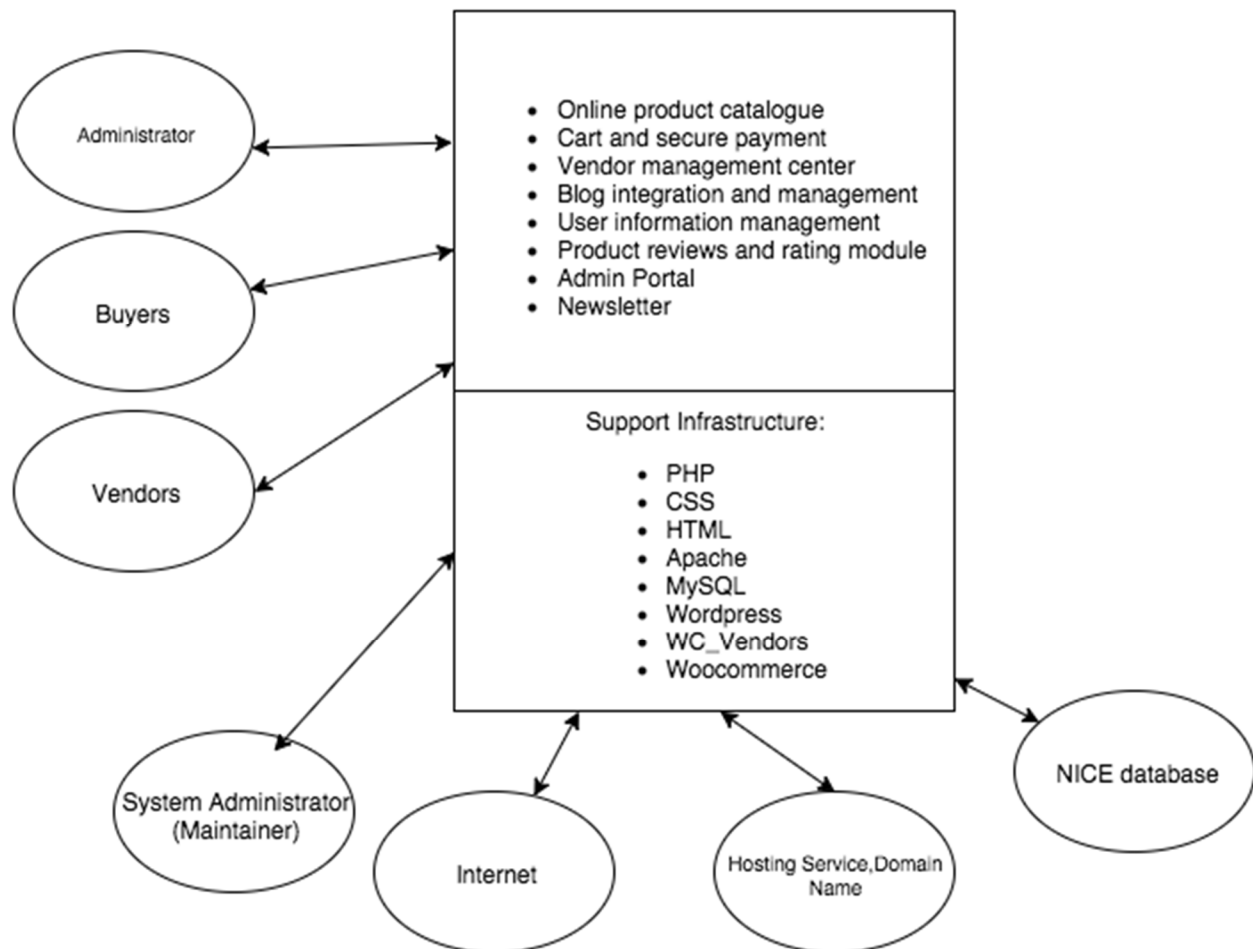 Administrator
Buyers
Vendors
• Online product catalogue
• Cart and secure payment
• Vendor management center
• Blog integration and management
• User information management
• Product reviews and rating module
• Admin Portal
• Newsletter
Support Infrastructure:
• PHP
• CSS
• HTML
• Apache
• MySQL
• Wordpress
• WC_Vendors
• Woocommerce
System Administrator
(Maintainer)
Internet
Hosting Service,Domain
Name
NICE database